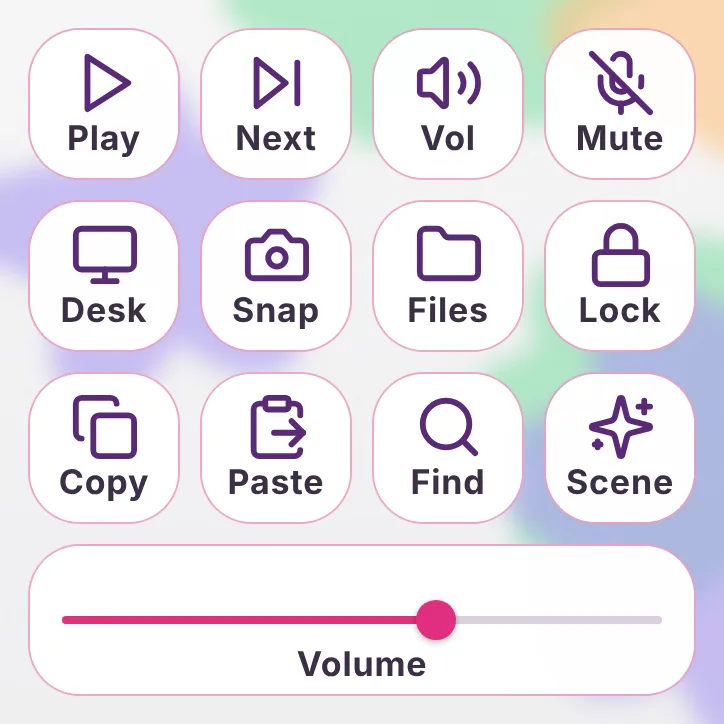 Play
Next
Vol
Mute
Desk
Snap
Files
Lock
Copy
Paste
Find
Scene
Volume